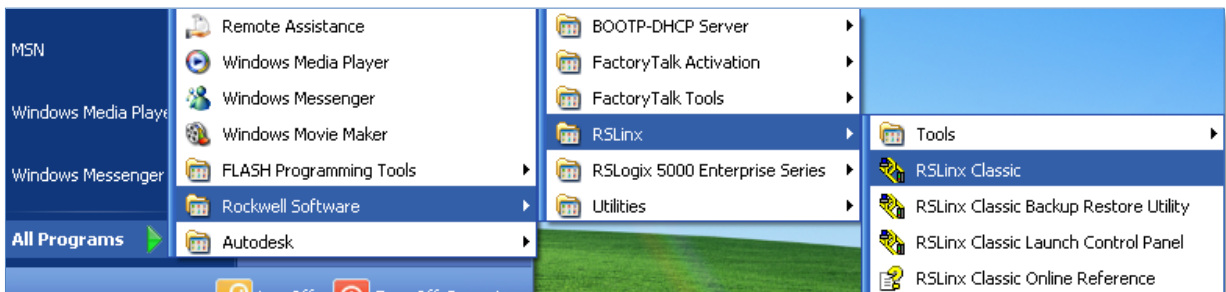 MSN
Windows Media Playe
Windows Messenger
All Programs
Remote Assistance
Windows Media Player
Windows Messenger
Windows Movie Maker
FLASH Programming Tools
Rockwell Software
Autodesk
BOOTP-DHCP Server
FactoryTalk Activation
FactoryTalk Tools
RSLinx
RSLogix 5000 Enterprise Series
Utilities
Tools
RSLinx Classic
RSLinx Classic Backup Restore Utility
RSLinx Classic Launch Control Panel
RSLinx Classic Online Reference